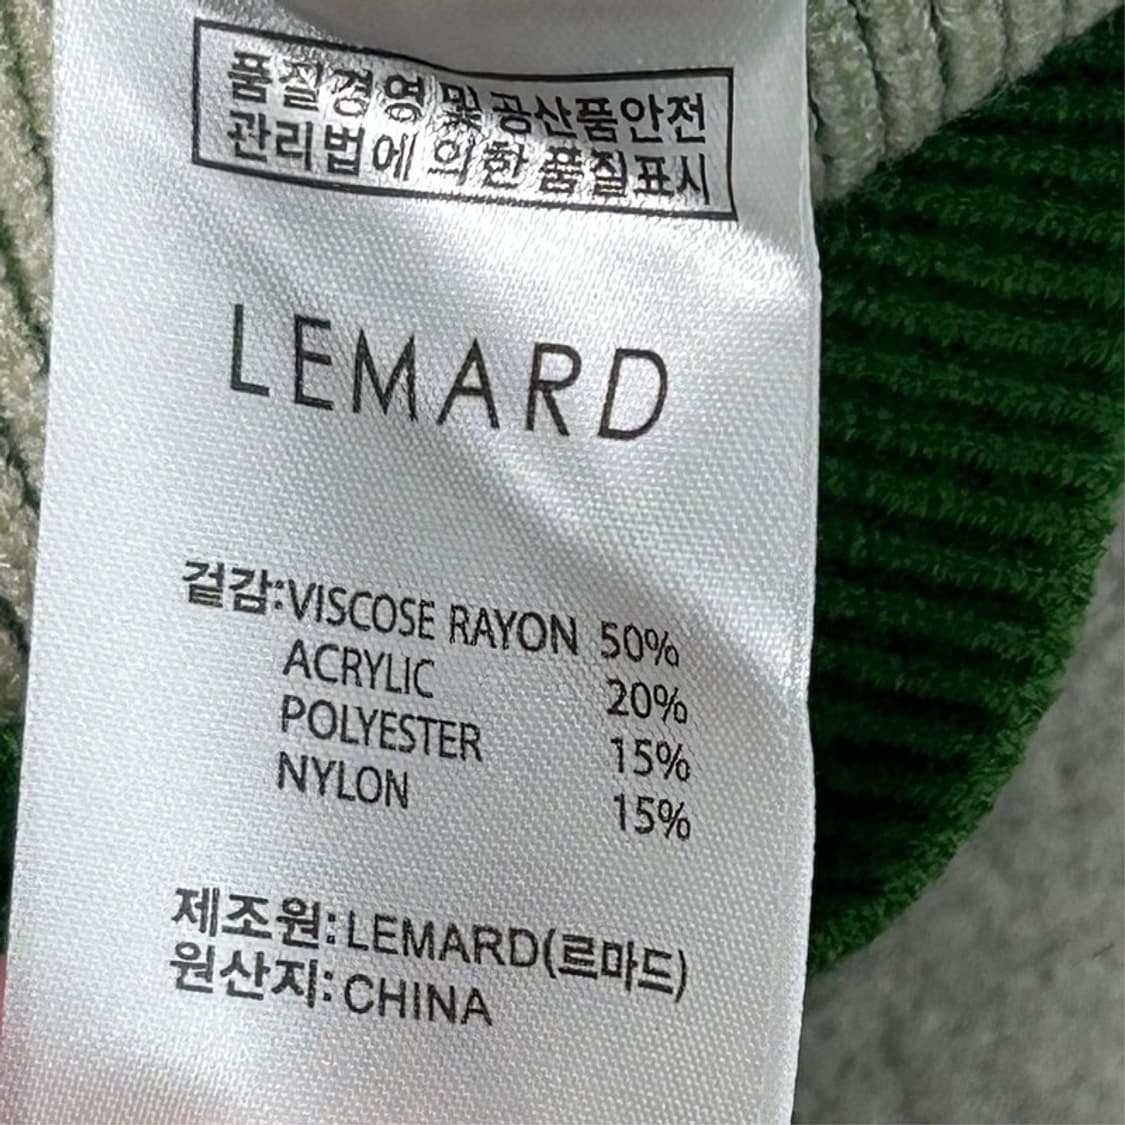 품질경영 및 공산품안전
관리법에 의한 품질표시
LEMARD
겉감:VISCOSE RAYON 50%
ACRYLIC 20%
POLYESTER 15%
NYLON 15%
제조원:LEMARD(르마드)
원산지:CHINA